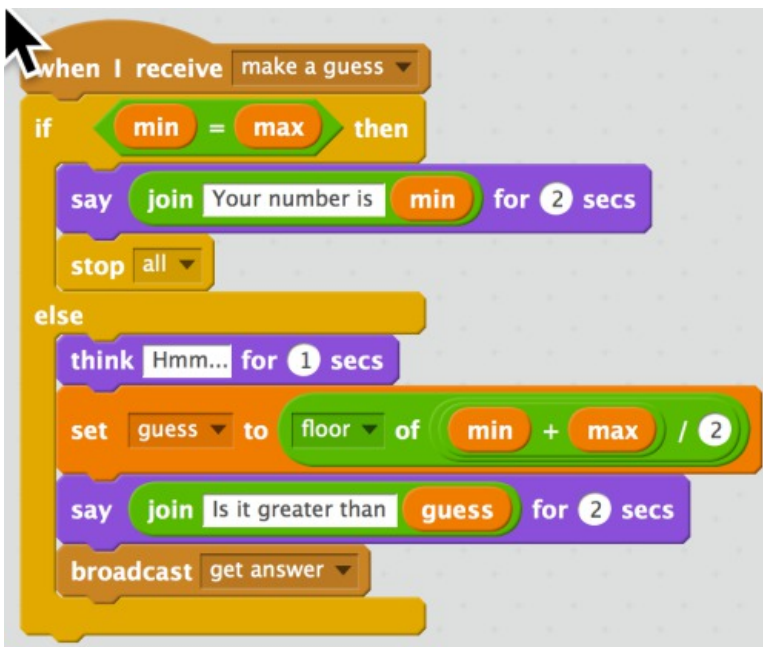 when I receive make a guess
if min = max then
say join Your number is min for 2 secs
stop all
else
think Hmm... for 1 secs
set guess to floor of min + max / 2
say join Is it greater than guess for 2 secs
broadcast get answer